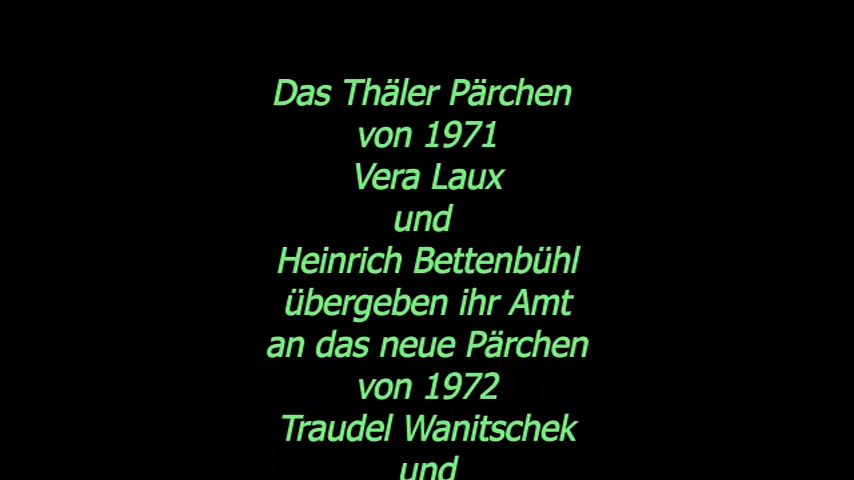 Das Thäler Pärchen
von 1971
Vera Laux
und
Heinrich Bettenbühl
übergeben ihr Amt
an das neue Pärchen
von 1972
Traudel Wanitschek
und